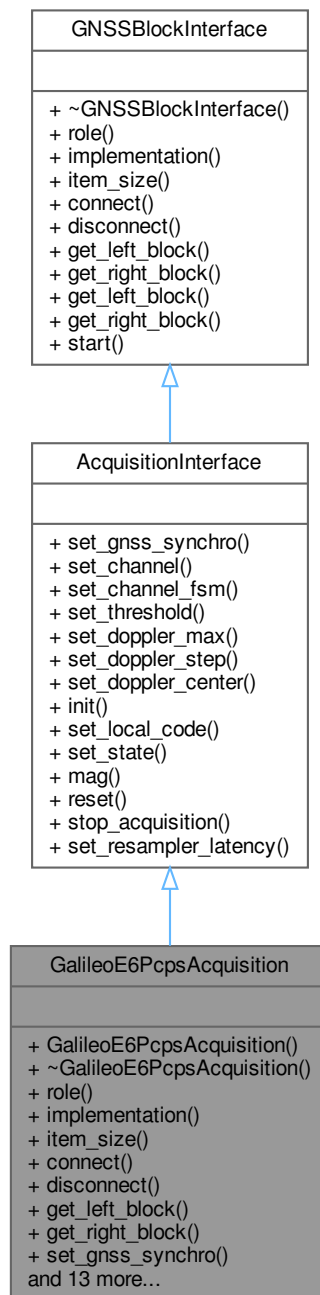 GNSSBlockInterface
+ ~GNSSBlockInterface()
+ role()
+ implementation()
+ item_size()
+ connect()
+ disconnect()
+ get_left_block()
+ get_right_block()
+ get_left_block()
+ get_right_block()
+ start()
AcquisitionInterface
+ set_gnss_synchro()
+ set_channel()
+ set_channel_fsm()
+ set_threshold()
+ set_doppler_max()
+ set_doppler_step()
+ set_doppler_center()
+ init()
+ set_local_code()
+ set_state()
+ mag()
+ reset()
+ stop_acquisition()
+ set_resampler_latency()
GalileoE6PcpsAcquisition
+ GalileoE6PcpsAcquisition()
+ ~GalileoE6PcpsAcquisition()
+ role()
+ implementation()
+ item_size()
+ connect()
+ disconnect()
+ get_left_block()
+ get_right_block()
+ set_gnss_synchro()
and 13 more...